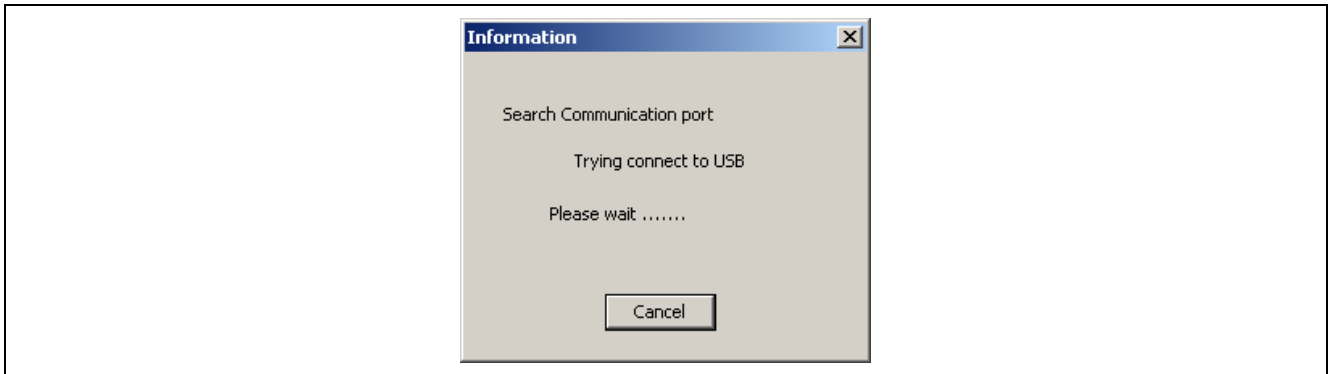 Information
Search Communication port
Trying connect to USB
Please wait .......
Cancel